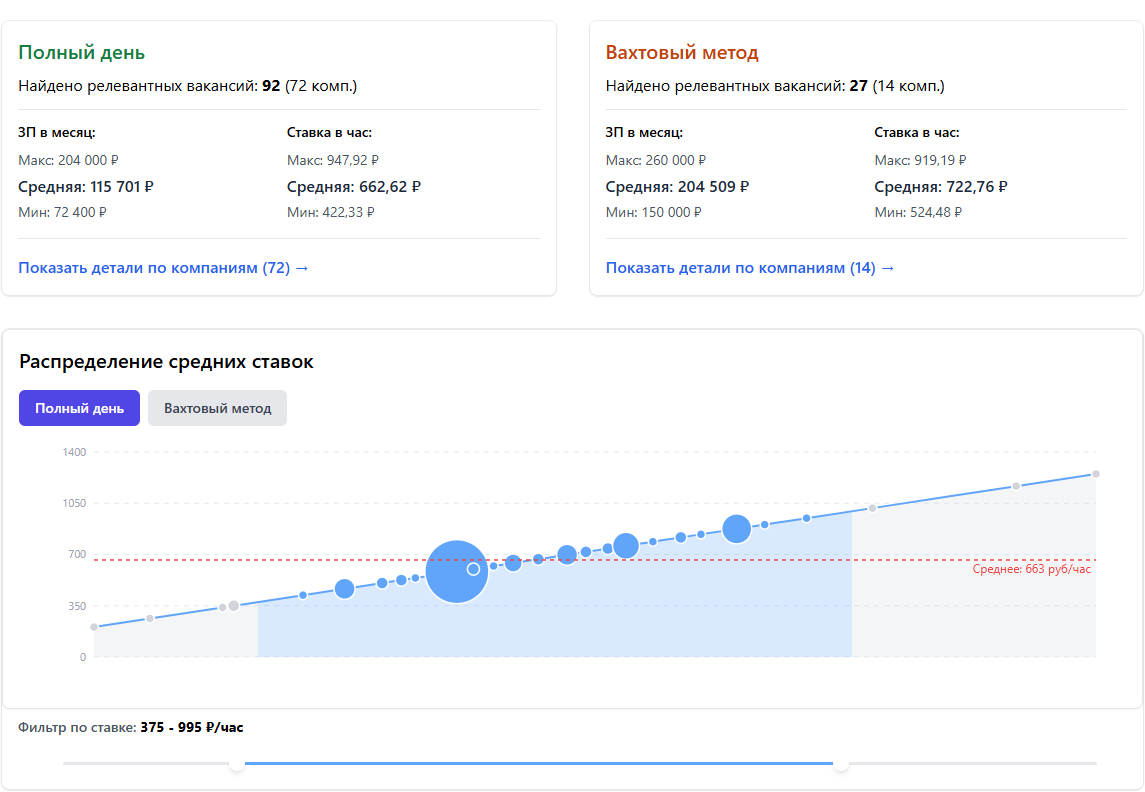 Полный день
Найдено релевантных вакансий: 92 (72 комп.)
ЗП в месяц:
Макс: 204 000 ₽
Средняя: 115 701 ₽
Мин: 72 400 ₽
Ставка в час:
Макс: 947,92 ₽
Средняя: 662,62 ₽
Мин: 422,33 ₽
Показать детали по компаниям (72) →
Вахтовый метод
Найдено релевантных вакансий: 27 (14 комп.)
ЗП в месяц:
Макс: 260 000 ₽
Средняя: 204 509 ₽
Мин: 150 000 ₽
Ставка в час:
Макс: 919,19 ₽
Средняя: 722,76 ₽
Мин: 524,48 ₽
Показать детали по компаниям (14) →
Распределение средних ставок
Полный день
Вахтовый метод
1400
1050
700
350
0
Среднее: 663 руб/час
Фильтр по ставке: 375 - 995 ₽/час